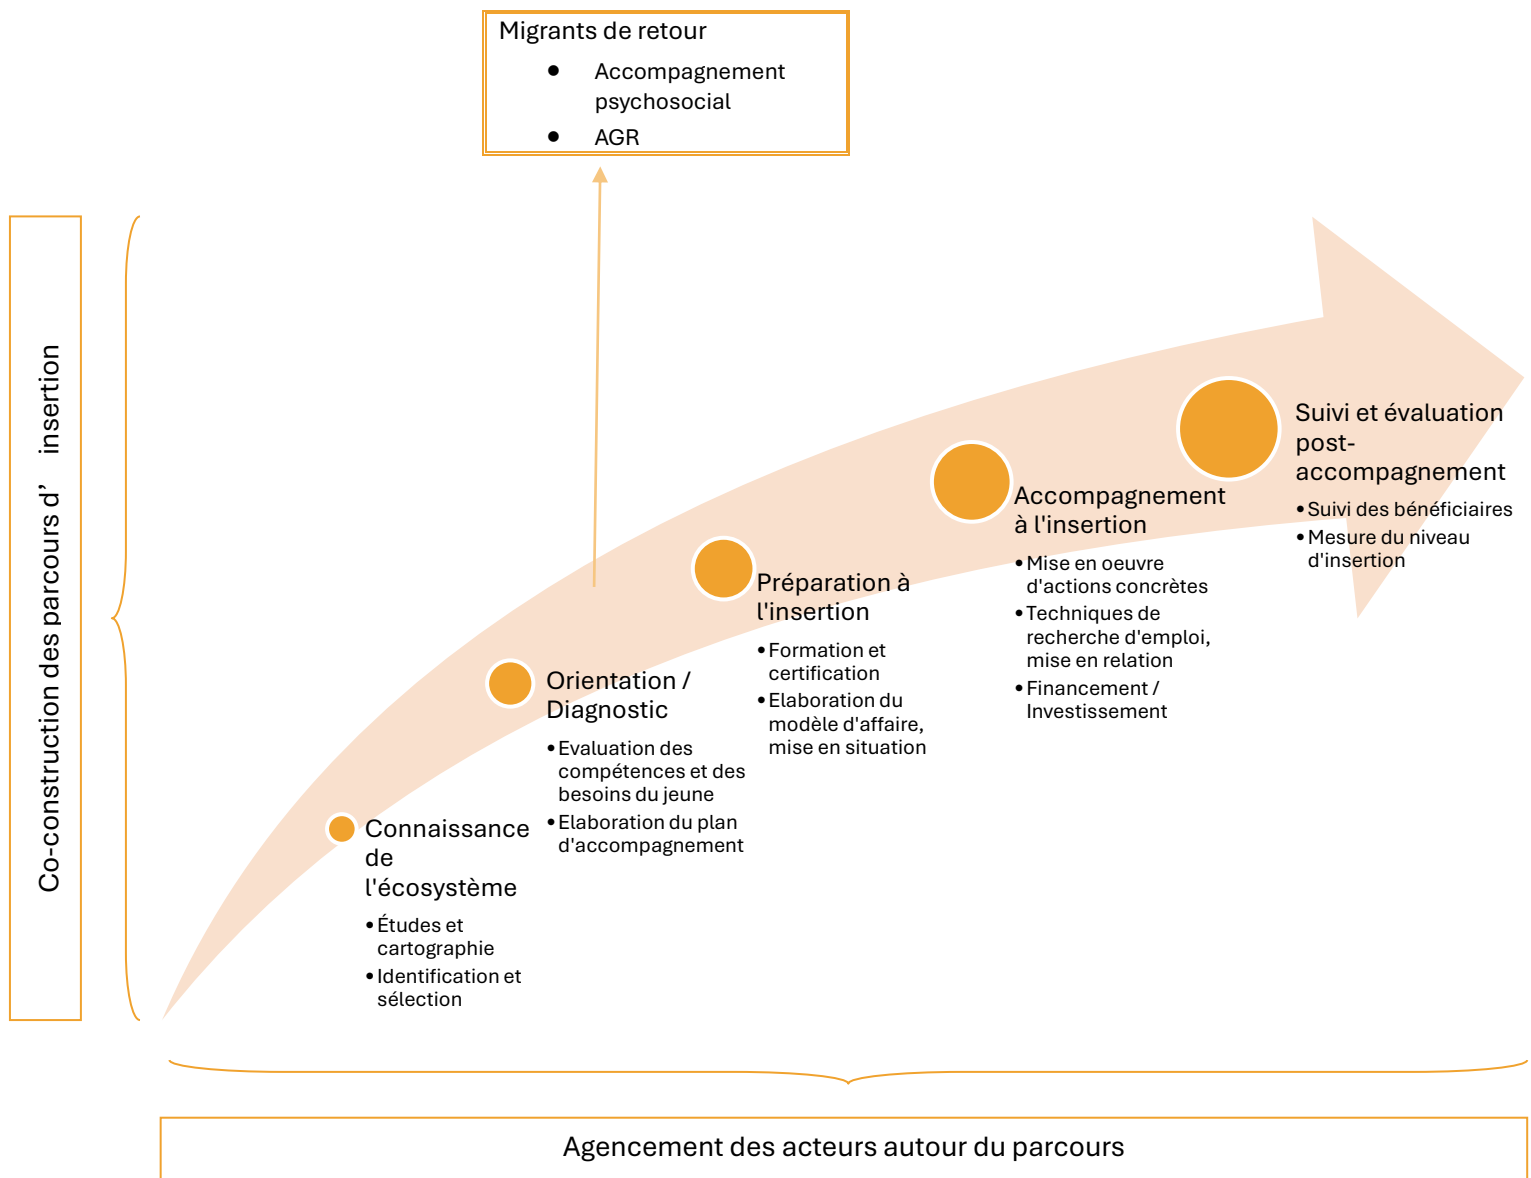 Migrants de retour
● Accompagnement
psychosocial
● AGR
Co-construction des parcours d’ insertion
Suivi et évaluation
post-
accompagnement
• Suivi des bénéficiaires
• Mesure du niveau
d'insertion
Accompagnement
à l'insertion
• Mise en oeuvre
d'actions concrètes
• Techniques de
recherche d'emploi,
mise en relation
• Financement /
Investissement
Préparation à
l'insertion
• Formation et
certification
• Elaboration du
modèle d'affaire,
mise en situation
Orientation /
Diagnostic
• Evaluation des
compétences et des
besoins du jeune
• Elaboration du plan
d'accompagnement
Connaissance
de
l'écosystème
• Études et
cartographie
• Identification et
sélection
Agencement des acteurs autour du parcours